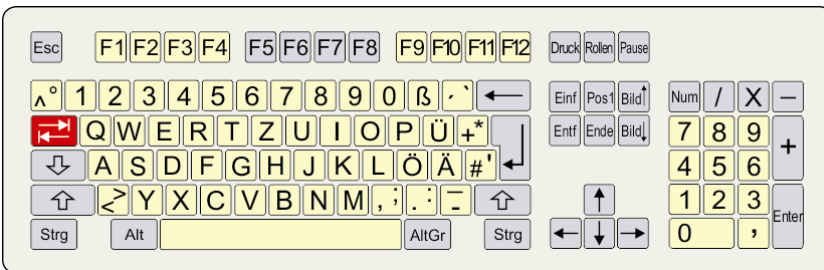 Esc F1 F2 F3 F4 F5 F6 F7 F8 F9 F10 F11 F12 Druck Rollen Pause
^ ° 1 2 3 4 5 6 7 8 9 0 ß ´ ` Einf Pos1 Bild↑ Num / X —
Q W E R T Z U I O P Ü + * Entf Ende Bild↓ 7 8 9 +
A S D F G H J K L Ö Ä # ' 4 5 6
< > Y X C V B N M , ; . : - _ 1 2 3 Enter
Strg Alt AltGr Strg 0 ,